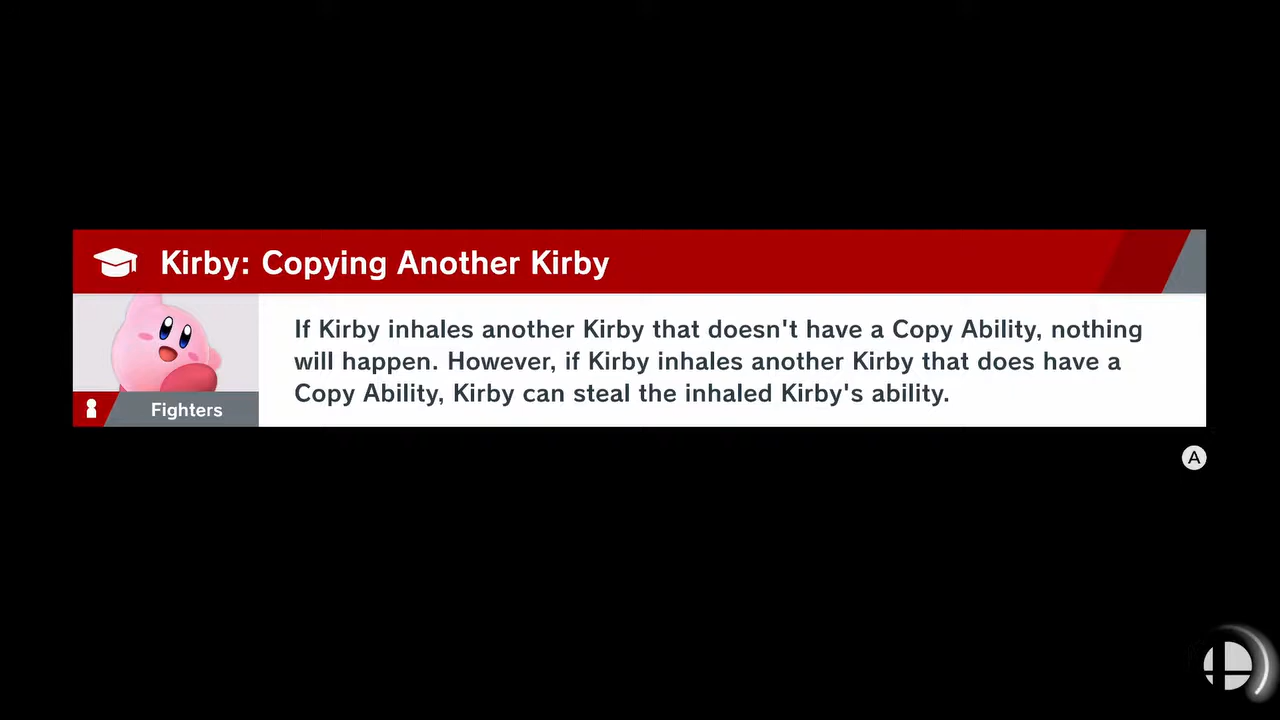 Kirby: Copying Another Kirby
If Kirby inhales another Kirby that doesn't have a Copy Ability, nothing
will happen. However, if Kirby inhales another Kirby that does have a
Copy Ability, Kirby can steal the inhaled Kirby's ability.
Fighters
A